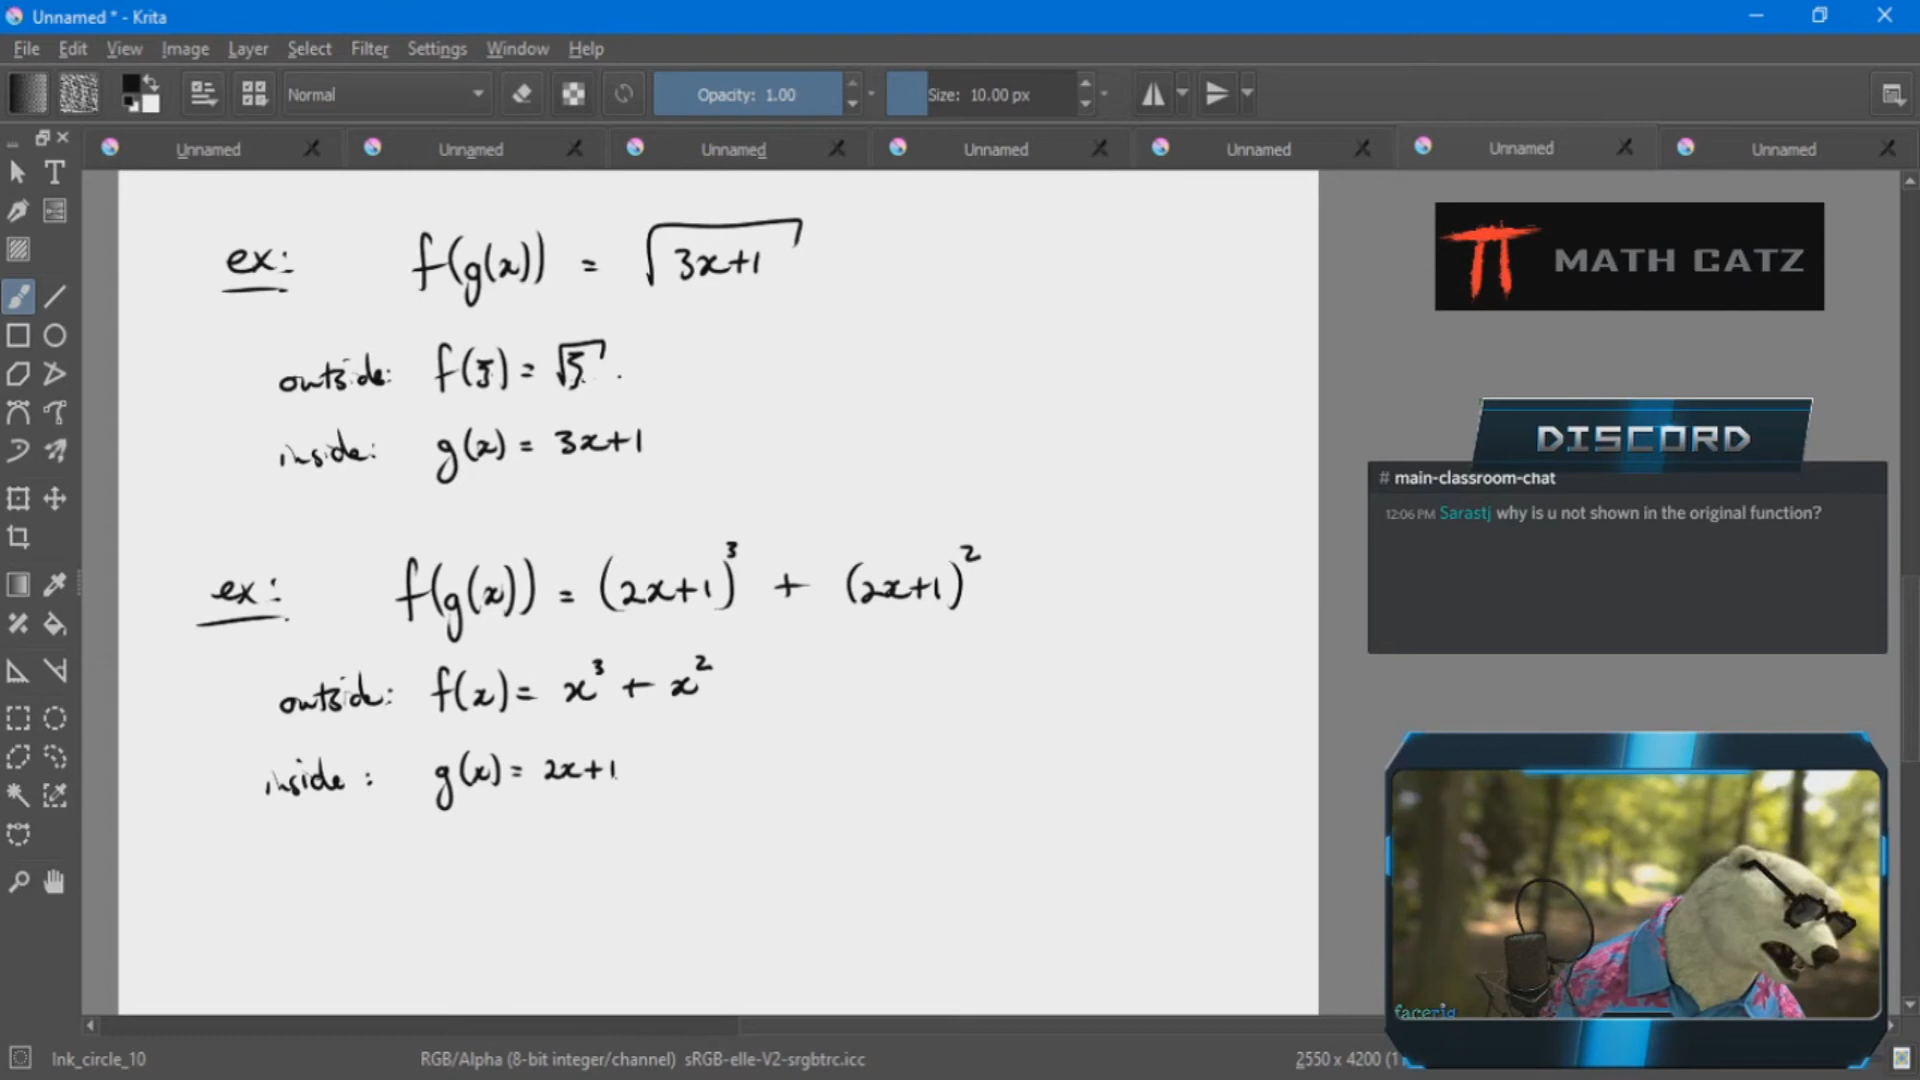 Unnamed * - Krita
File Edit View Image Layer Select Filter Settings Window Help
Normal Opacity: 1.00 Size: 10.00 px
Unnamed Unnamed Unnamed Unnamed Unnamed Unnamed Unnamed
ex: f(g(x)) = √3x+1
outside: f(ξ) = √ξ .
inside: g(x) = 3x+1
ex: f(g(x)) = (2x+1)³ + (2x+1)²
outside: f(x) = x³ + x²
inside: g(x) = 2x+1
MATH CATZ
DISCORD
# main-classroom-chat
12:06 PM Sarastj why is u not shown in the original function?
facerig
Ink_circle_10 RGB/Alpha (8-bit integer/channel) sRGB-elle-V2-srgbtrc.icc 2550 x 4200 (1